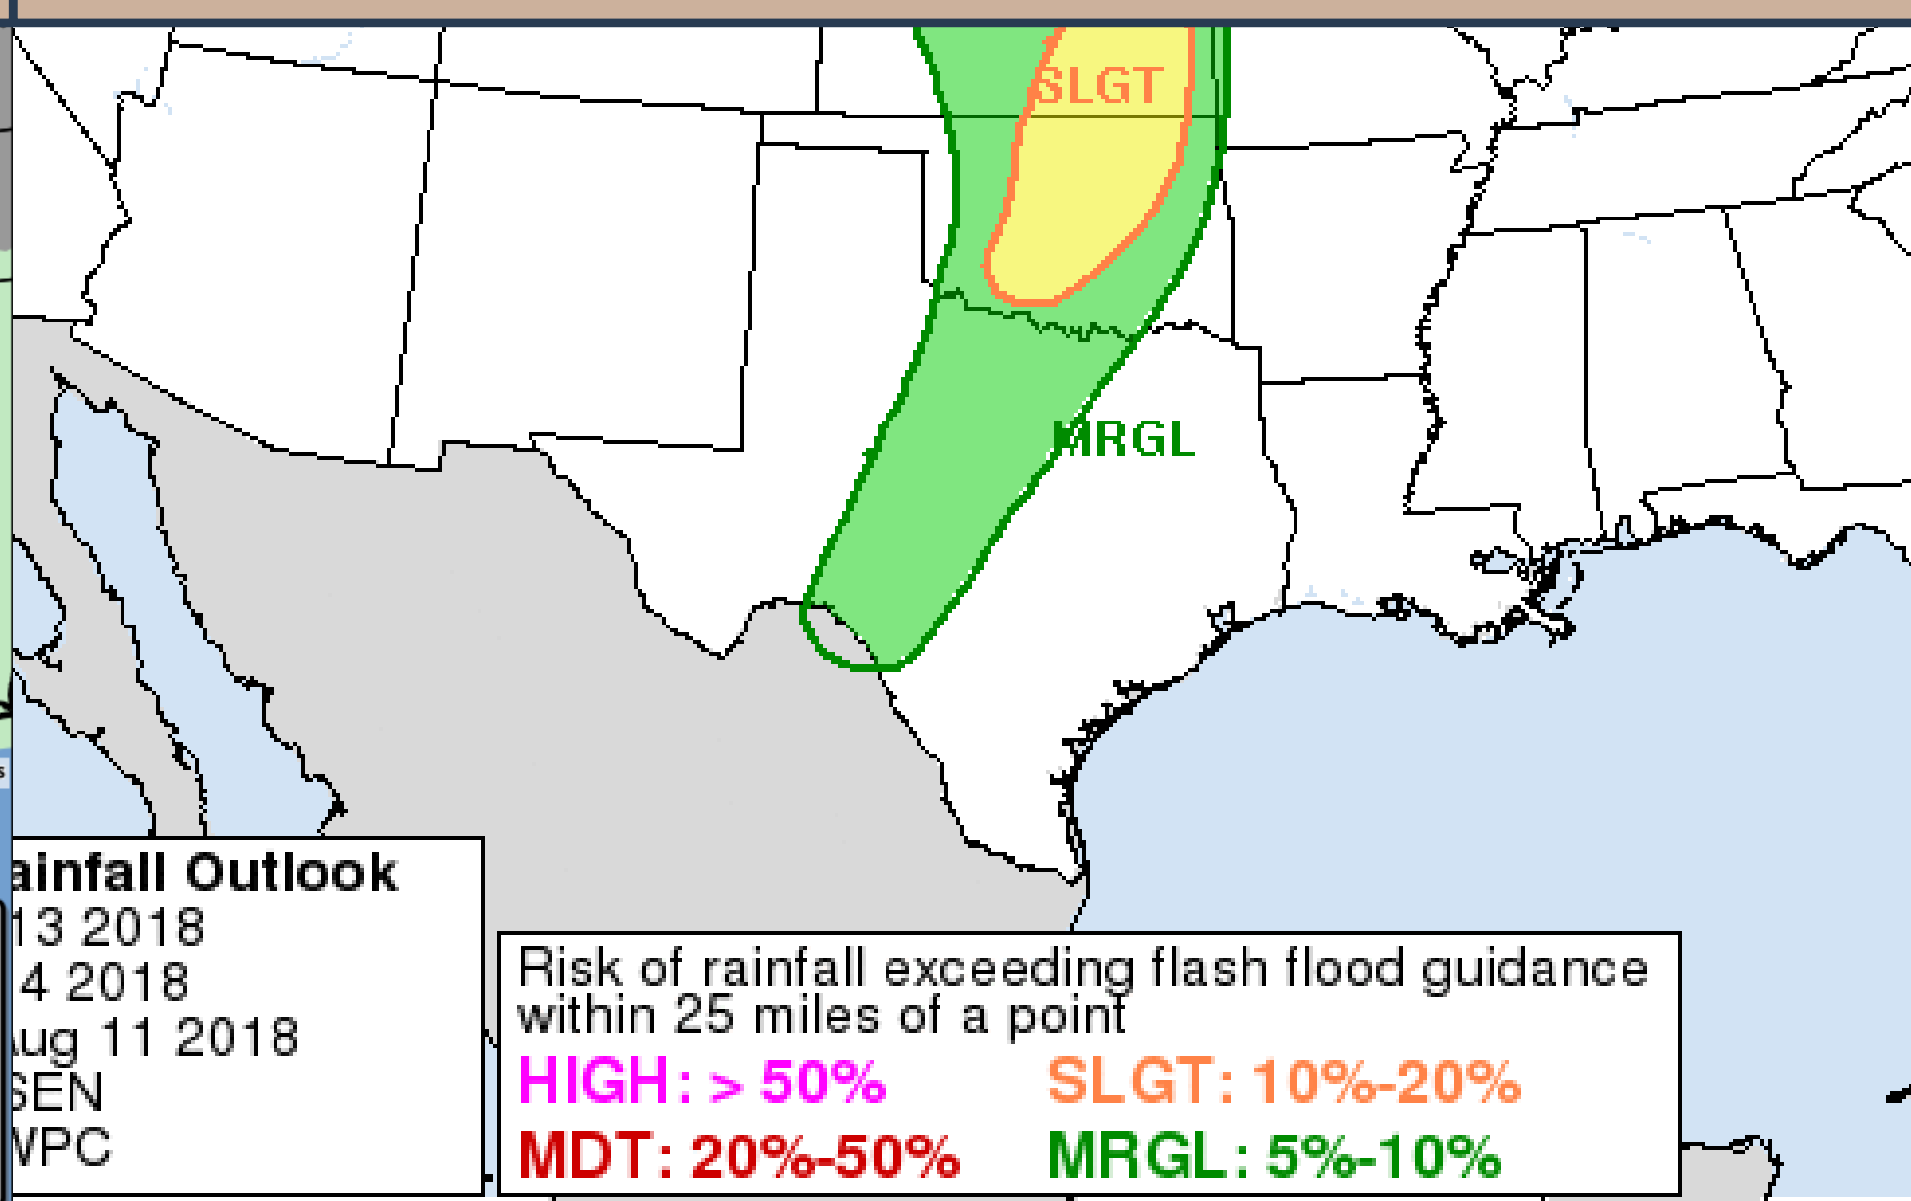 SLGT
MRGL
ainfall Outlook
13 2018
4 2018
ug 11 2018
SEN
WPC
Risk of rainfall exceeding flash flood guidance
within 25 miles of a point
HIGH: > 50% SLGT: 10%-20%
MDT: 20%-50% MRGL: 5%-10%